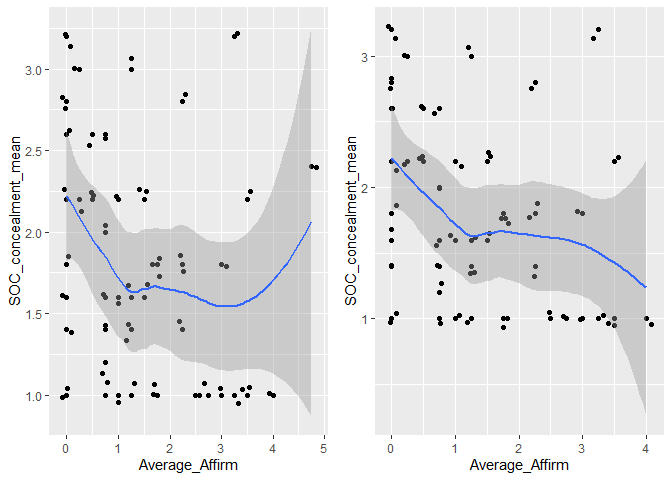 SOC_concealment_mean
3.0
2.5
2.0
1.5
1.0
0 1 2 3 4 5
Average_Affirm
SOC_concealment_mean
3
2
1
0 1 2 3 4
Average_Affirm